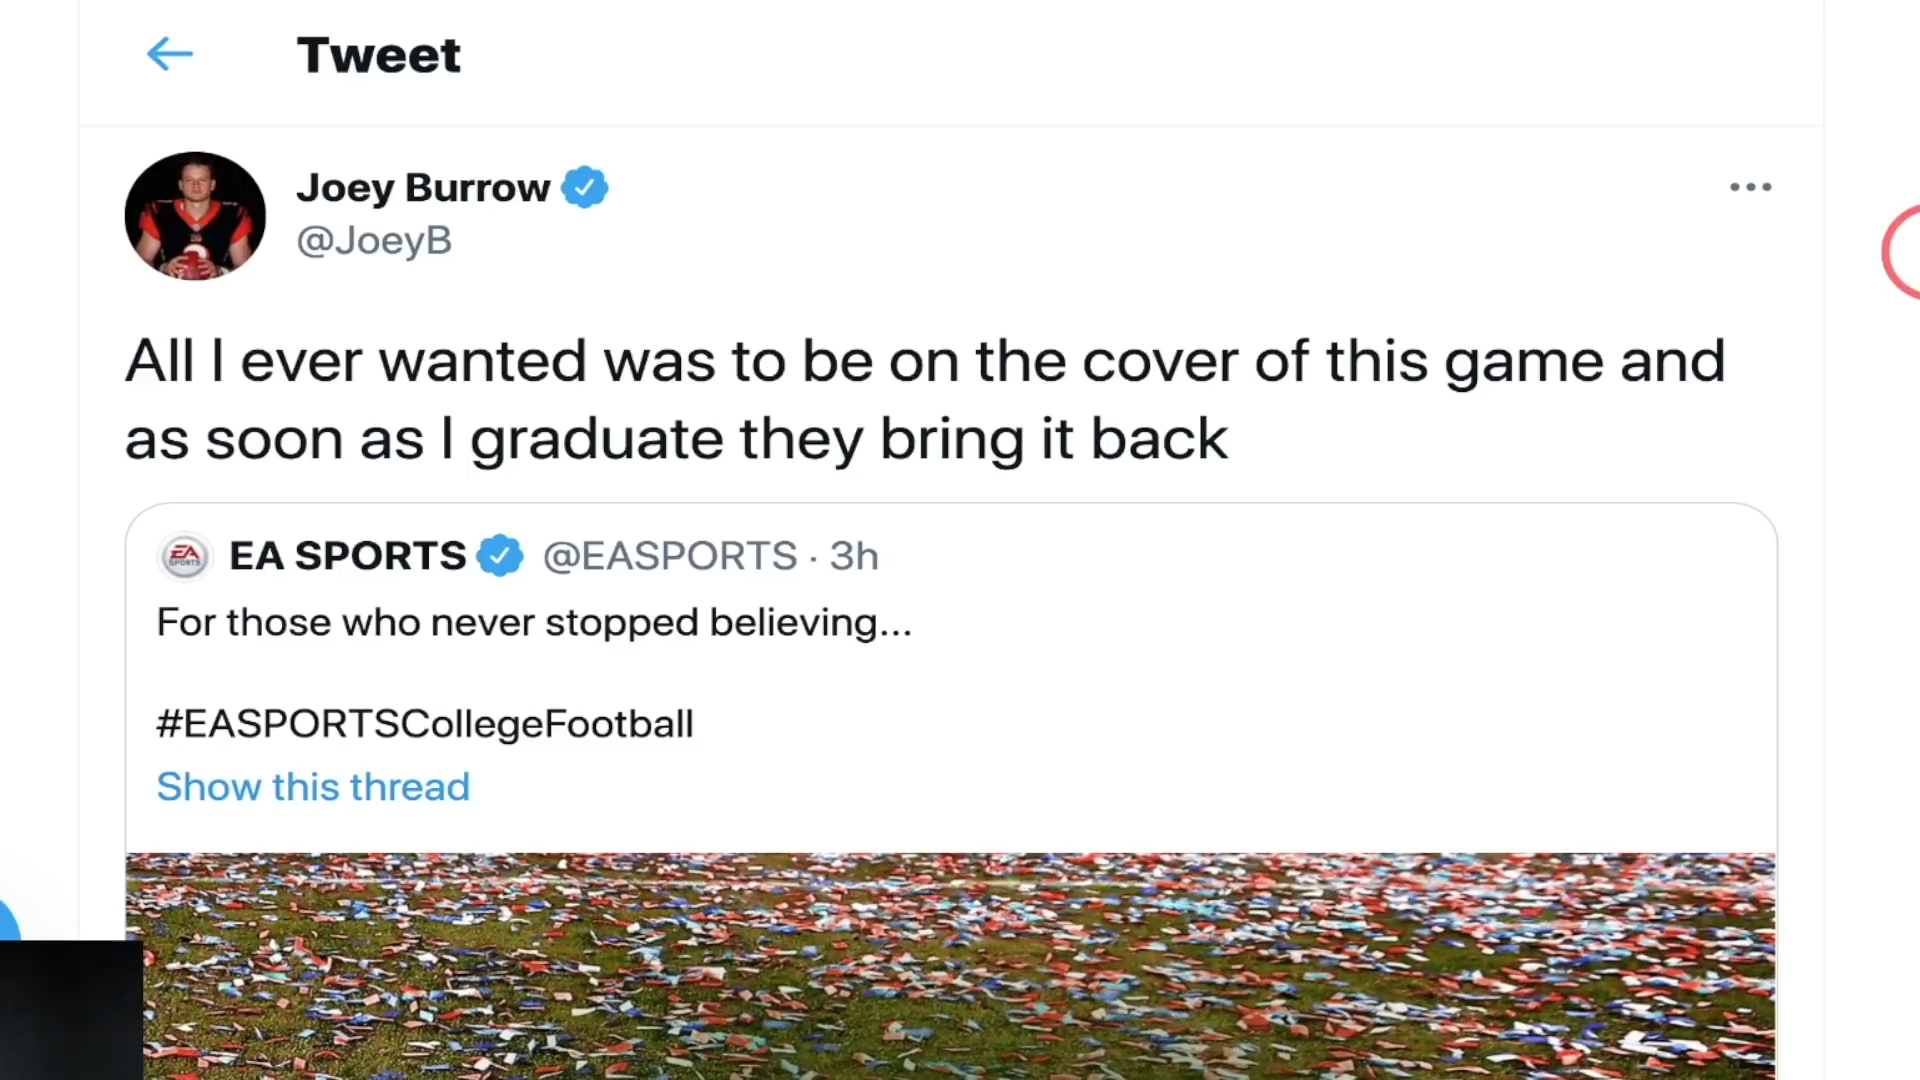 Tweet
Joey Burrow
@JoeyB
All I ever wanted was to be on the cover of this game and
as soon as I graduate they bring it back
EA SPORTS
EA SPORTS @EASPORTS · 3h
For those who never stopped believing...
#EASPORTSCollegeFootball
Show this thread